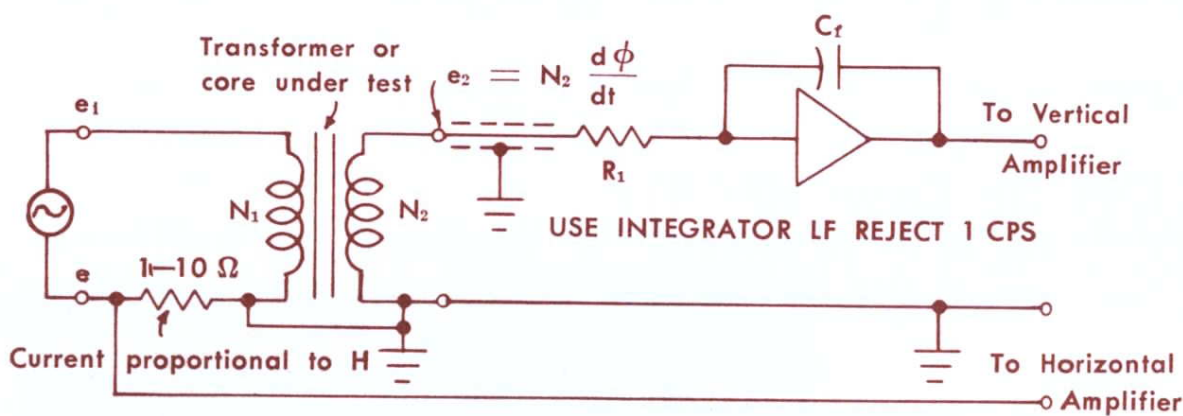 Transformer or
core under test
e₁
e₂ = N₂ dϕ/dt
C_f
To Vertical
Amplifier
N₁
N₂
R₁
USE INTEGRATOR LF REJECT 1 CPS
e
1–10 Ω
Current proportional to H
To Horizontal
Amplifier